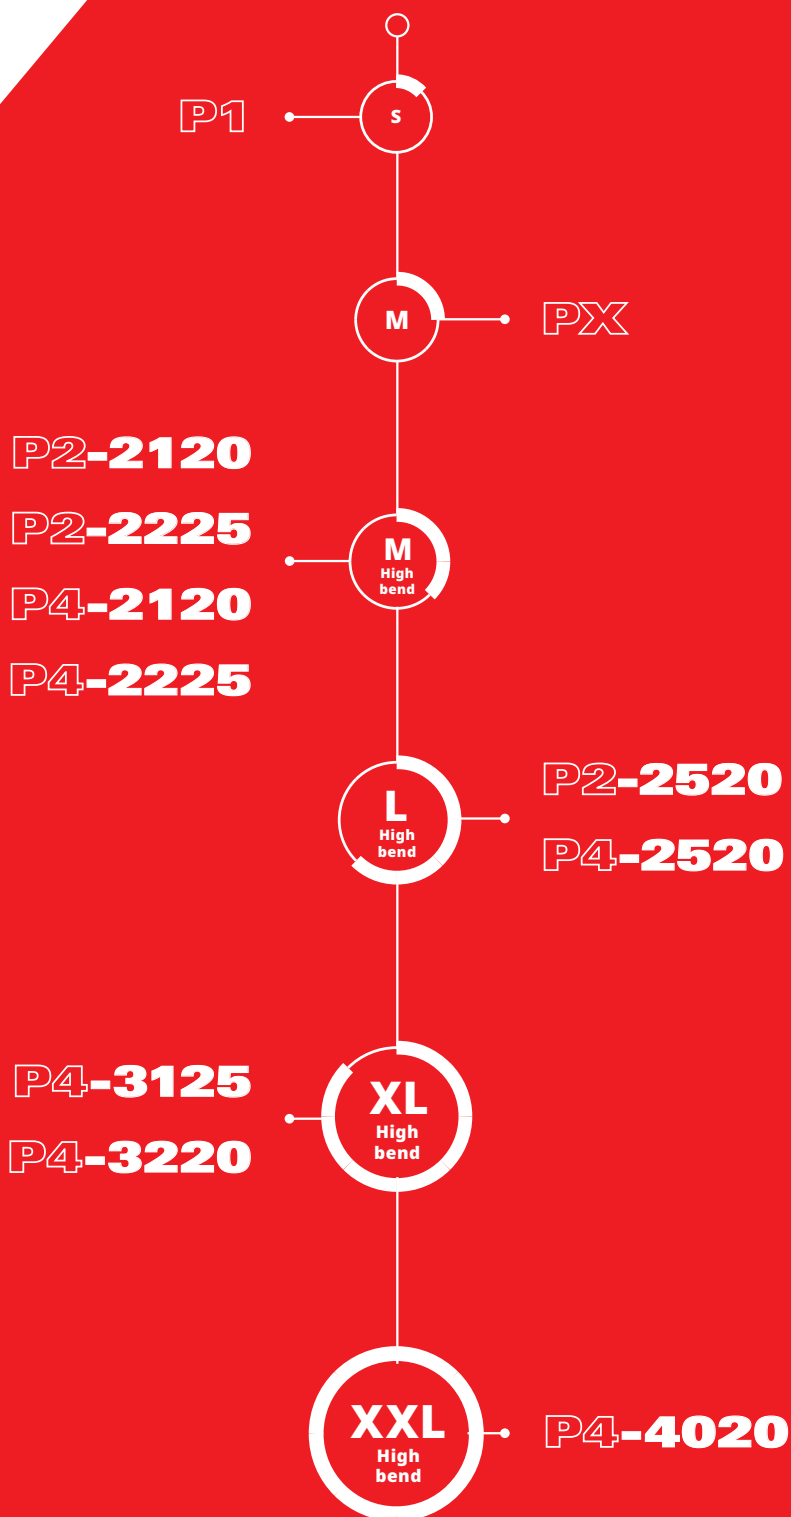 P1
S
M
PX
P2-2120
P2-2225
P4-2120
P4-2225
M
High
bend
L
High
bend
P2-2520
P4-2520
P4-3125
P4-3220
XL
High
bend
XXL
High
bend
P4-4020